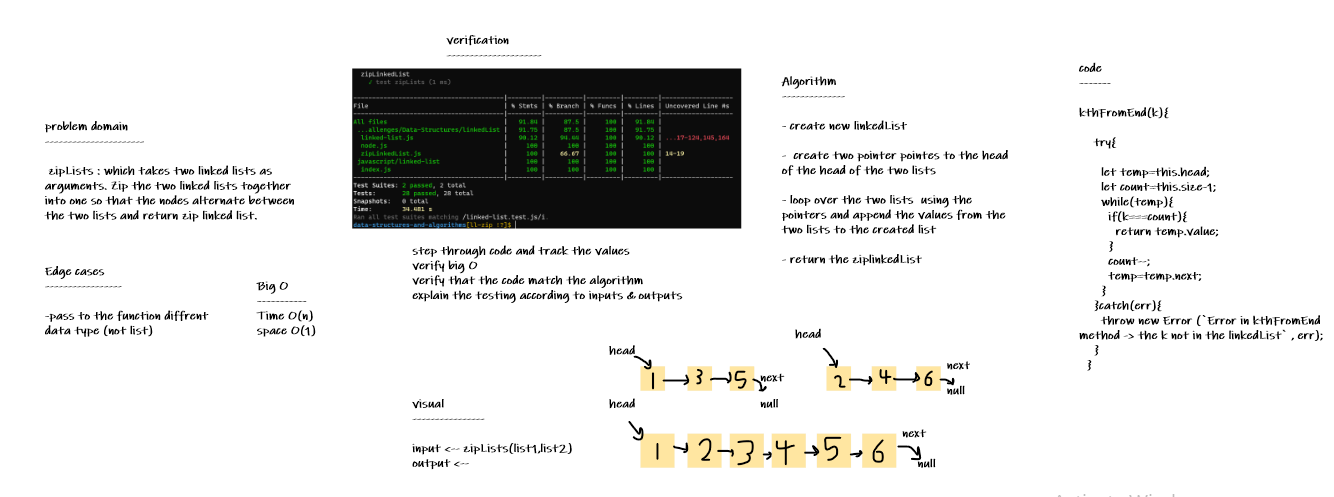 verification
----------------------
zipLinkedList
✓ test zipLists (1 ms)
File | % Stmts | % Branch | % Funcs | % Lines | Uncovered Line #s
All files | 91.84 | 87.5 | 100 | 91.84 |
...allenges/Data-Structures/linkedList | 91.75 | 87.5 | 100 | 91.75 |
linked-list.js | 90.12 | 94.44 | 100 | 90.12 | ...17-124,145,164
node.js | 100 | 100 | 100 | 100 |
zipLinkedList.js | 100 | 66.67 | 100 | 100 | 14-19
javascript/linked-list | 100 | 100 | 100 | 100 |
index.js | 100 | 100 | 100 | 100 |
Test Suites: 2 passed, 2 total
Tests: 28 passed, 28 total
Snapshots: 0 total
Time: 34.481 s
Ran all test suites matching /linked-list.test.js/i.
data-structures-and-algorithms[ll-zip !?]$
problem domain
-----------------------
zipLists : which takes two linked lists as
arguments. Zip the two linked lists together
into one so that the nodes alternate between
the two lists and return zip linked list.
Edge cases
------------------
-pass to the function diffrent
data type (not list)
Big O
-----------
Time O(n)
space O(1)
step through code and track the values
verify big O
verify that the code match the algorithm
explain the testing according to inputs & outputs
Algorithm
--------------
- create new linkedList
- create two pointer pointes to the head
of the head of the two lists
- loop over the two lists using the
pointers and append the values from the
two lists to the created list
- return the ziplinkedList
code
-------
kthFromEnd(k){
try{
let temp=this.head;
let count=this.size-1;
while(temp){
if(k===count){
return temp.value;
}
count--;
temp=temp.next;
}
}catch(err){
throw new Error (`Error in kthFromEnd
method -> the k not in the linkedList` , err);
}
}
visual
----------------
input <-- zipLists(list1,list2)
output <--
head
1 3 5 next
null
head
2 4 6 next
null
head
1 2 3 4 5 6 next
null